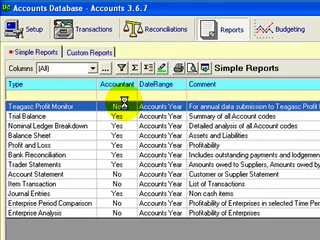 Accounts Database - Accounts 3.6.7
Setup Transactions Reconciliations Reports Budgeting
Simple Reports Custom Reports
Columns [All] ... Simple Reports
Type Accountant DateRange Comment
Teagasc Profit Monitor No Accounts Year For annual data submission to Teagasc Profit
Trial Balance Yes Accounts Year Summary of all Account codes
Nominal Ledger Breakdown Yes Accounts Year Detailed analysis of all Account codes
Balance Sheet Yes Accounts Year Assets and Liabilities
Profit and Loss Yes Accounts Year Profitability
Bank Reconciliation Yes Accounts Year Includes outstanding payments and lodgements
Trader Statements Yes Accounts Year Amounts owed to Suppliers, Amounts owed by
Account Statement No Accounts Year Customer or Supplier Statement
Item Transaction No Accounts Year List of Transactions
Journal Entries Yes Accounts Year Non cash items
Enterprise Period Comparison No Accounts Year Profitability of Enterprises in selected Time Per
Enterprise Analysis No Accounts Year Profitability of Enterprises